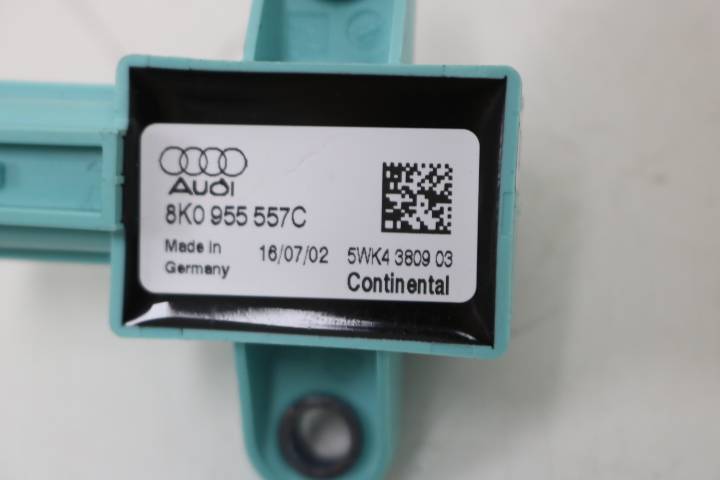 Audi
8K0 955 557C
Made in
Germany
16/07/02
5WK4 3809 03
Continental